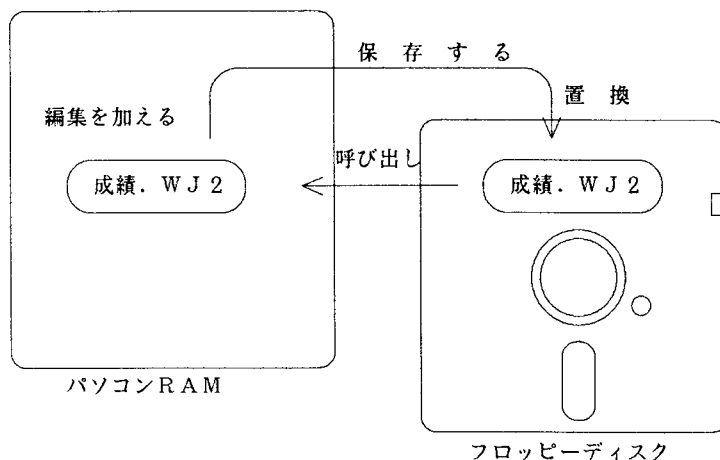 保存する
置換
編集を加える
呼び出し
成績．ＷＪ２
成績．ＷＪ２
パソコンＲＡＭ
フロッピーディスク